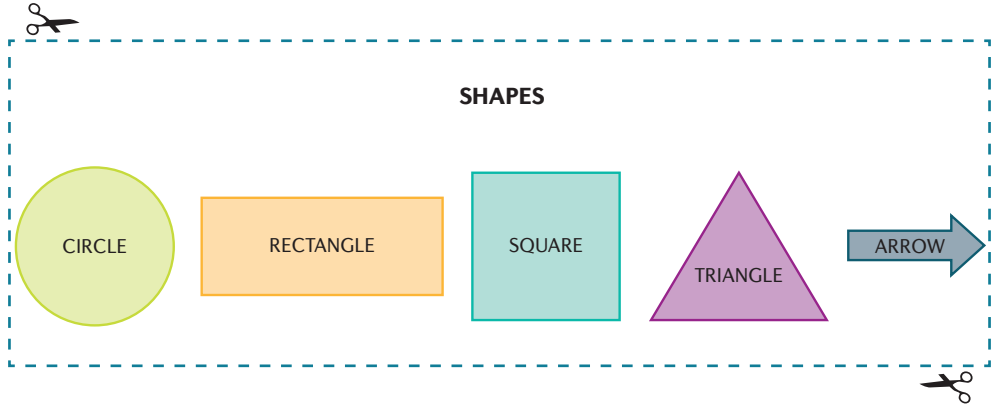 SHAPES
CIRCLE
RECTANGLE
SQUARE
TRIANGLE
ARROW